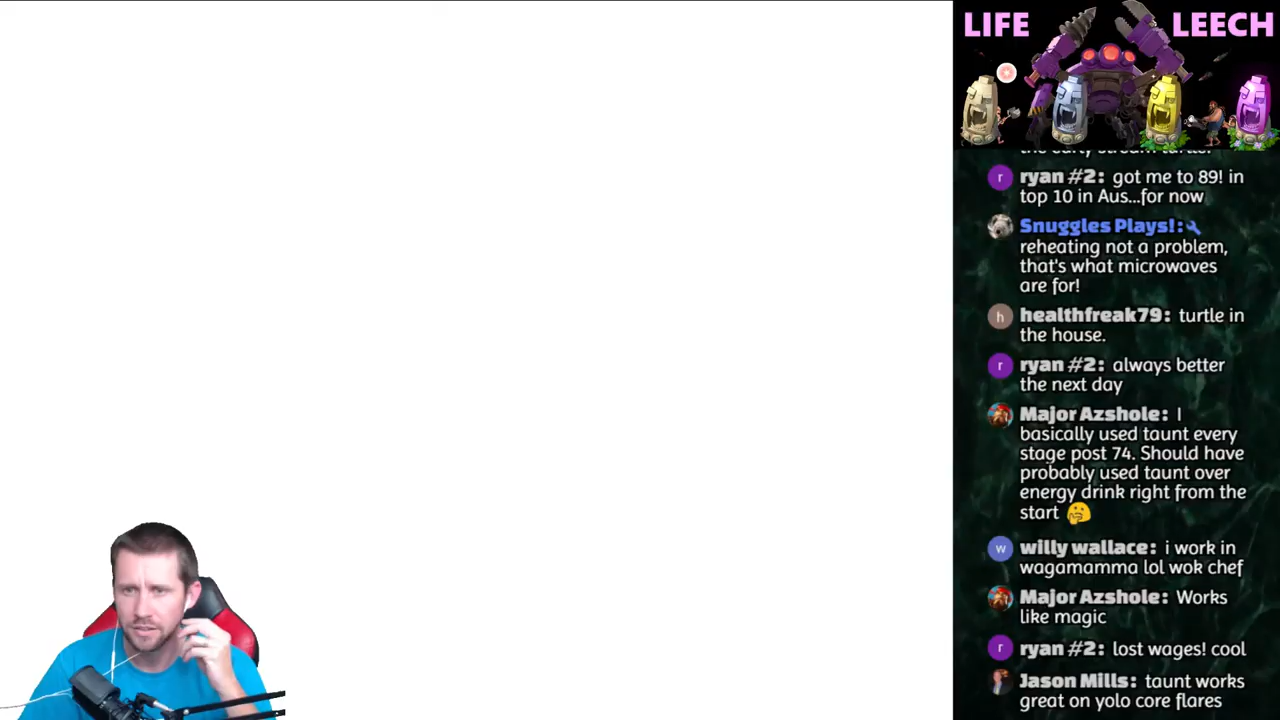 LIFE LEECH
the early stream turtle.
ryan #2: got me to 89! in
top 10 in Aus...for now
Snuggles Plays!:
reheating not a problem,
that's what microwaves
are for!
healthfreak79: turtle in
the house.
ryan #2: always better
the next day
Major Azshole: I
basically used taunt every
stage post 74. Should have
probably used taunt over
energy drink right from the
start 🤔
willy wallace: i work in
wagamamma lol wok chef
Major Azshole: Works
like magic
ryan #2: lost wages! cool
Jason Mills: taunt works
great on yolo core flares